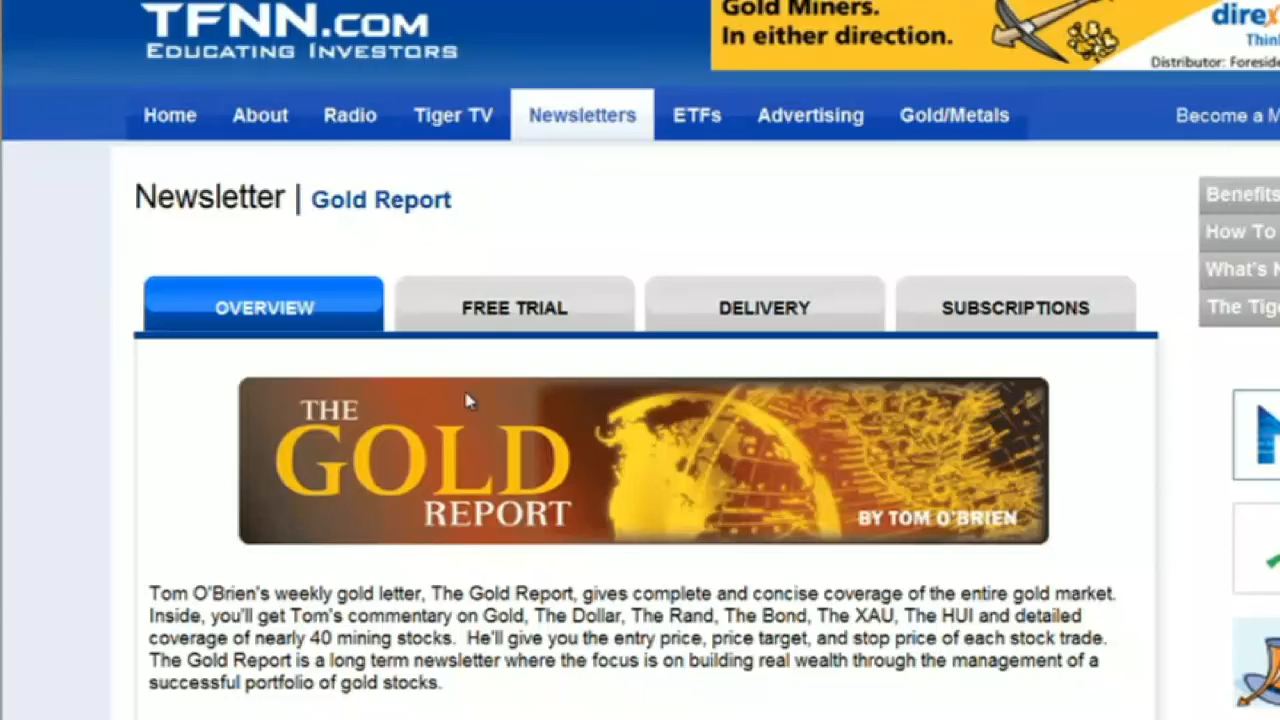 TFNN.COM
EDUCATING INVESTORS
Gold Miners.
In either direction.
Distributor:
Home About Radio Tiger TV Newsletters ETFs Advertising Gold/Metals Become a
Newsletter | Gold Report
Benefits
How To
What's
The
OVERVIEW FREE TRIAL DELIVERY SUBSCRIPTIONS
THE
GOLD
REPORT
BY TOM O'BRIEN
Tom O'Brien's weekly gold letter, The Gold Report, gives complete and concise coverage of the entire gold market.
Inside, you'll get Tom's commentary on Gold, The Dollar, The Rand, The Bond, The XAU, The HUI and detailed
coverage of nearly 40 mining stocks. He'll give you the entry price, price target, and stop price of each stock trade.
The Gold Report is a long term newsletter where the focus is on building real wealth through the management of a
successful portfolio of gold stocks.